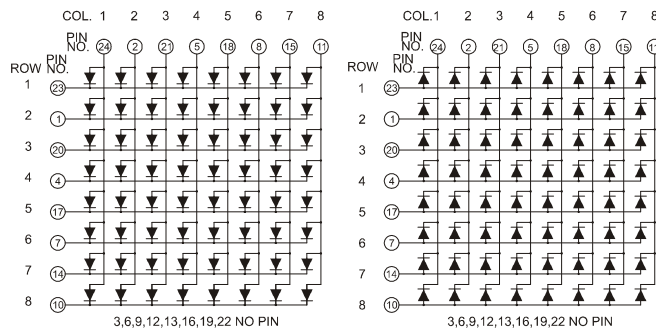 COL. 1 2 3 4 5 6 7 8
PIN NO. 24 2 21 5 18 8 15 11
ROW PIN NO.
1 23
2 1
3 20
4 4
5 17
6 7
7 14
8 10
3,6,9,12,13,16,19,22 NO PIN
COL. 1 2 3 4 5 6 7 8
PIN NO. 24 2 21 5 18 8 15
ROW PIN NO.
1 23
2 1
3 20
4 4
5 17
6 7
7 14
8 10
3,6,9,12,13,16,19,22 NO PIN